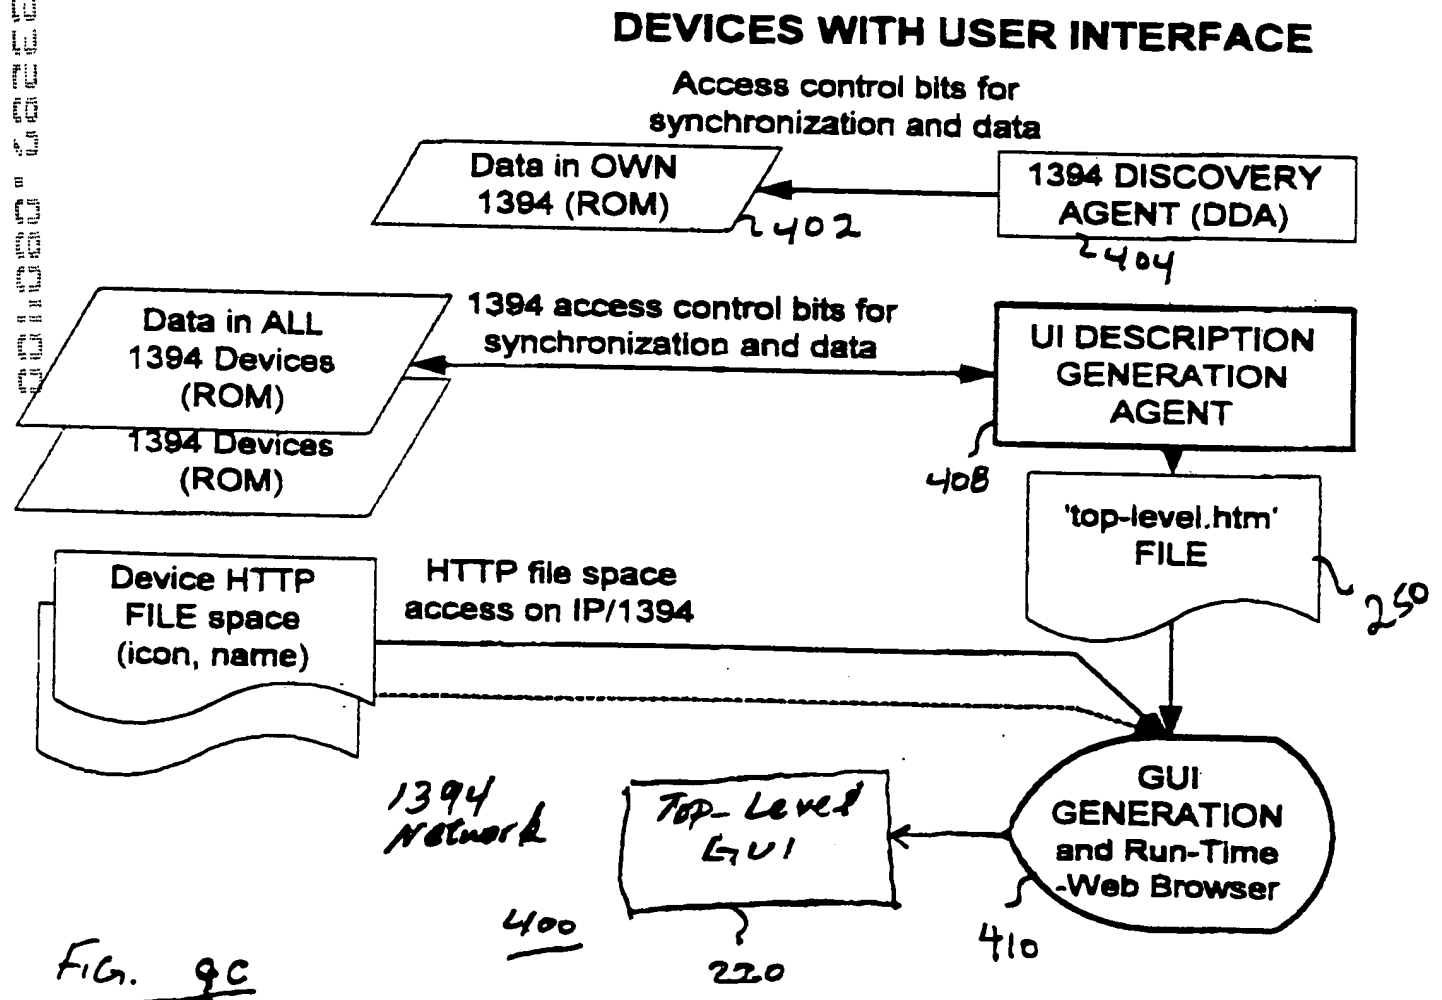 DEVICES WITH USER INTERFACE
Access control bits for
synchronization and data
Data in OWN
1394 (ROM)
402
1394 DISCOVERY
AGENT (DDA)
404
Data in ALL
1394 Devices
(ROM)
1394 Devices
(ROM)
1394 access control bits for
synchronization and data
UI DESCRIPTION
GENERATION
AGENT
408
'top-level.htm'
FILE
250
Device HTTP
FILE space
(icon, name)
HTTP file space
access on IP/1394
1394
Network
Top-Level
GUI
GUI
GENERATION
and Run-Time
-Web Browser
400
220
410
FIG. 9C